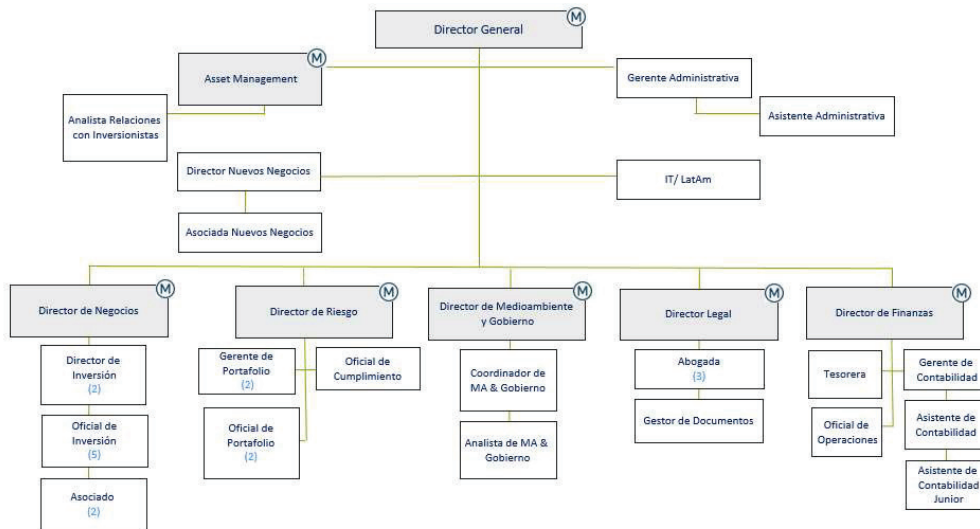 Director General
M
Asset Management
M
Gerente Administrativa
Analista Relaciones
con Inversionistas
Asistente Administrativa
Director Nuevos Negocios
IT/ LatAm
Asociada Nuevos Negocios
Director de Negocios
M
Director de Riesgo
M
Director de Medioambiente
y Gobierno
M
Director Legal
M
Director de Finanzas
M
Director de
Inversión
(2)
Oficial de
Inversión
(5)
Asociado
(2)
Gerente de
Portafolio
(2)
Oficial de
Cumplimiento
Oficial de
Portafolio
(2)
Coordinador de
MA & Gobierno
Analista de MA &
Gobierno
Abogada
(3)
Gestor de Documentos
Tesorera
Gerente de
Contabilidad
Oficial de
Operaciones
Asistente de
Contabilidad
Asistente de
Contabilidad
Junior